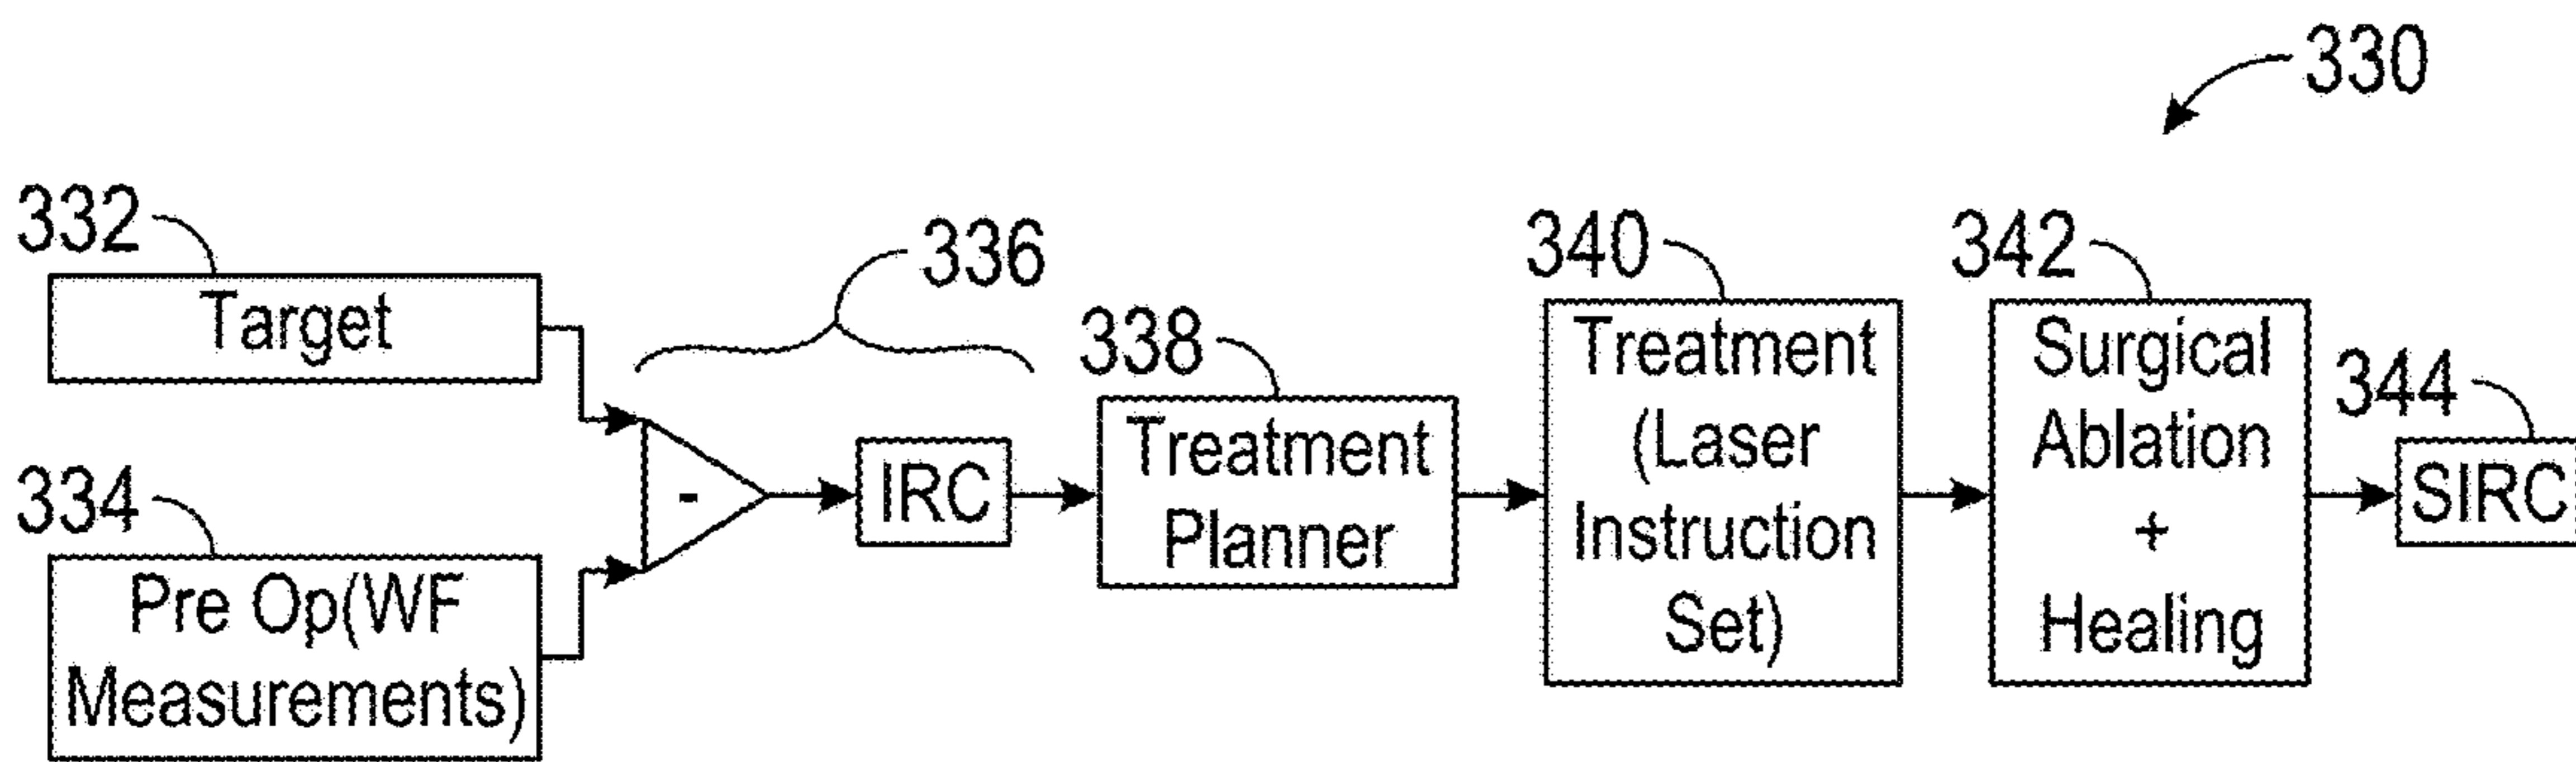 330
332
Target
334
Pre Op(WF
Measurements)
336
-
IRC
338
Treatment
Planner
340
Treatment
(Laser
Instruction
Set)
342
Surgical
Ablation
+
Healing
344
SIRC